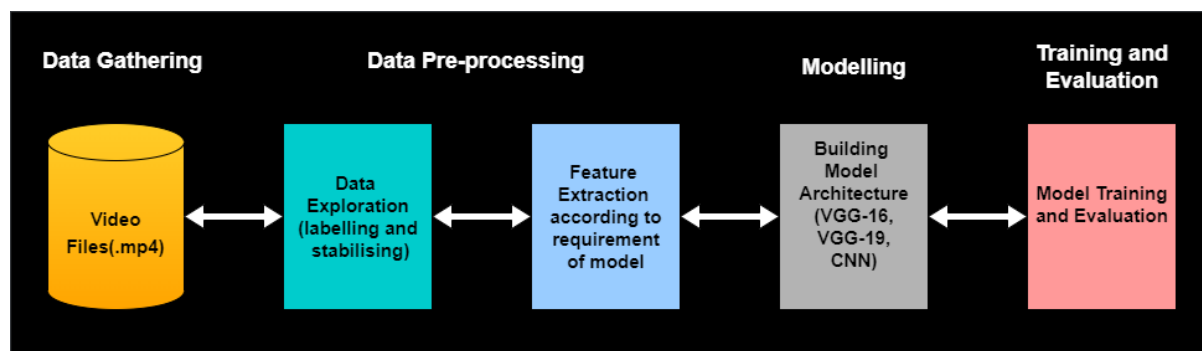 Data Gathering
Data Pre-processing
Modelling
Training and
Evaluation
Video
Files(.mp4)
Data
Exploration
(labelling and
stabilising)
Feature
Extraction
according to
requirement
of model
Building
Model
Architecture
(VGG-16,
VGG-19,
CNN)
Model Training
and Evaluation